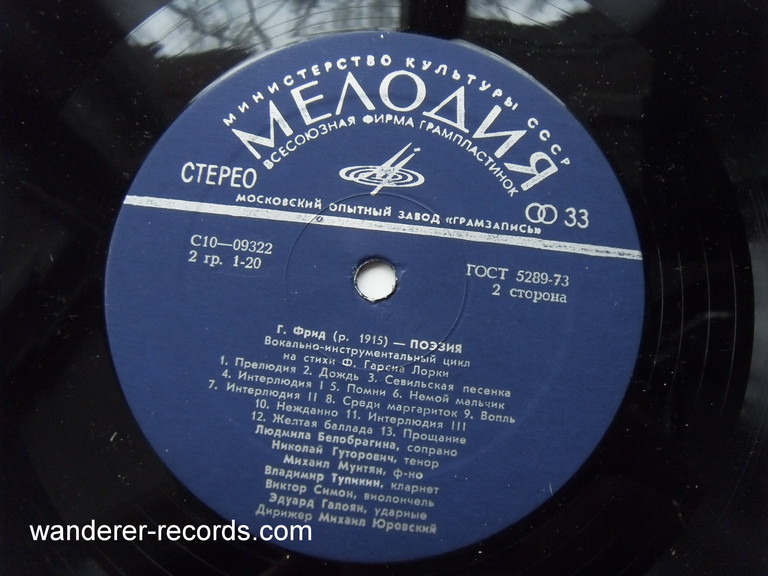 МИНИСТЕРСТВО КУЛЬТУРЫ СССР
МЕЛОДИЯ
ВСЕСОЮЗНАЯ ФИРМА ГРАМПЛАСТИНОК
СТЕРЕО
33
МОСКОВСКИЙ ОПЫТНЫЙ ЗАВОД «ГРАМЗАПИСЬ»
С10—09322
2 гр. 1-20
ГОСТ 5289-73
2 сторона
Г. Фрид (р. 1915) — ПОЭЗИЯ
Вокально-инструментальный цикл
на стихи Ф. Гарсиа Лорки
1. Прелюдия 2. Дождь 3. Севильская песенка
4. Интерлюдия I 5. Помни 6. Немой мальчик
7. Интерлюдия II 8. Среди маргариток 9. Вопль
10. Нежданно 11. Интерлюдия III
12. Желтая баллада 13. Прощание
Людмила Белобрагина, сопрано
Николай Гуторович, тенор
Михаил Мунтян, ф-но
Владимир Тупикин, кларнет
Виктор Симон, виолончель
Эдуард Галоян, ударные
Дирижер Михаил Юровский
wanderer-records.com